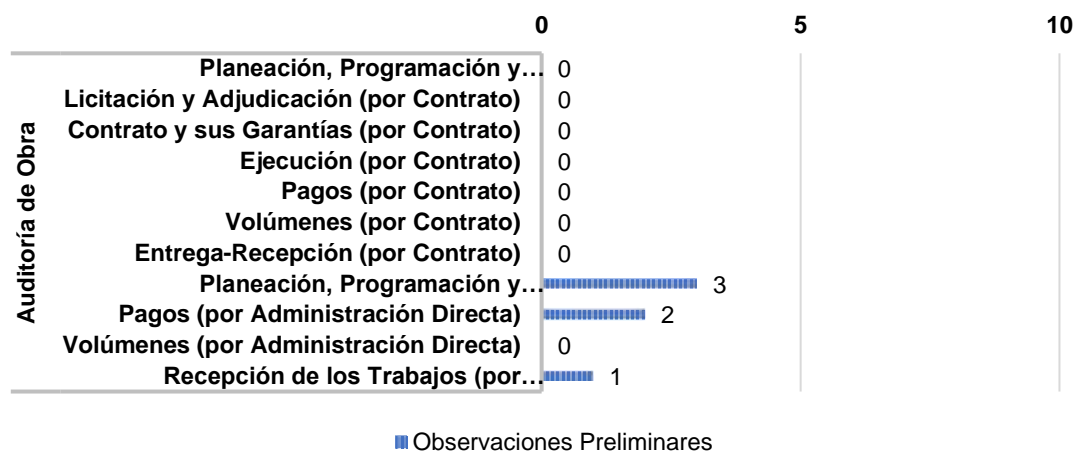 0 5 10
Auditoría de Obra
Planeación, Programación y… 0
Licitación y Adjudicación (por Contrato) 0
Contrato y sus Garantías (por Contrato) 0
Ejecución (por Contrato) 0
Pagos (por Contrato) 0
Volúmenes (por Contrato) 0
Entrega-Recepción (por Contrato) 0
Planeación, Programación y… 3
Pagos (por Administración Directa) 2
Volúmenes (por Administración Directa) 0
Recepción de los Trabajos (por… 1
Observaciones Preliminares